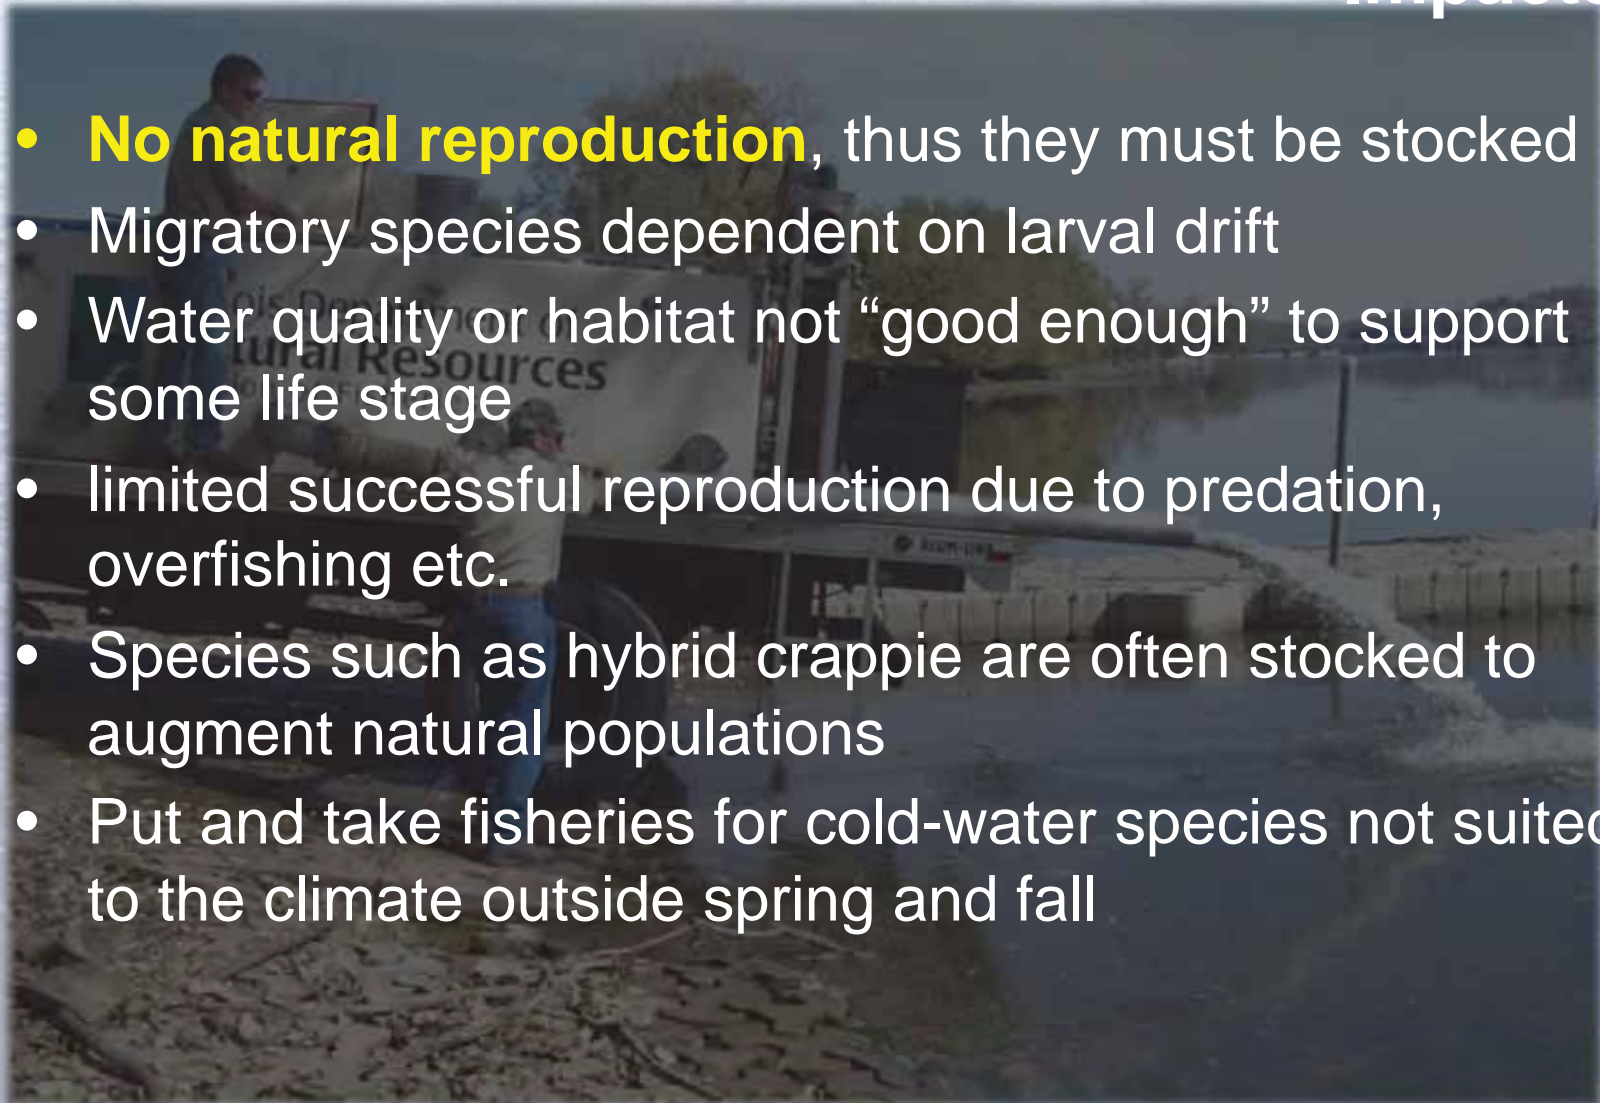 • No natural reproduction, thus they must be stocked
• Migratory species dependent on larval drift
• Water quality or habitat not “good enough” to support
some life stage
• limited successful reproduction due to predation,
overfishing etc.
• Species such as hybrid crappie are often stocked to
augment natural populations
• Put and take fisheries for cold-water species not suited
to the climate outside spring and fall
Resources